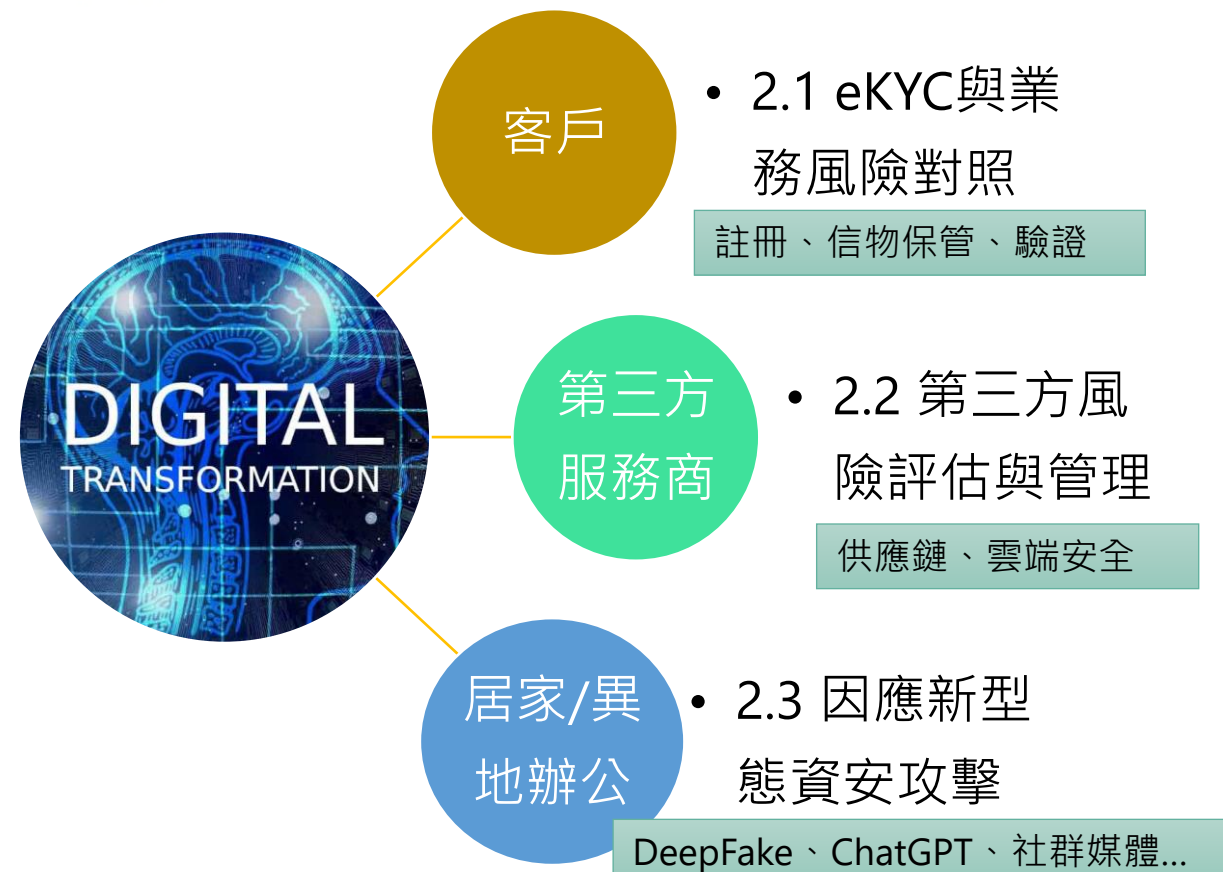 DIGITAL
TRANSFORMATION
客戶
• 2.1 eKYC與業
務風險對照
註冊、信物保管、驗證
第三方
服務商
• 2.2 第三方風
險評估與管理
供應鏈、雲端安全
居家/異
地辦公
• 2.3 因應新型
態資安攻擊
DeepFake、ChatGPT、社群媒體…